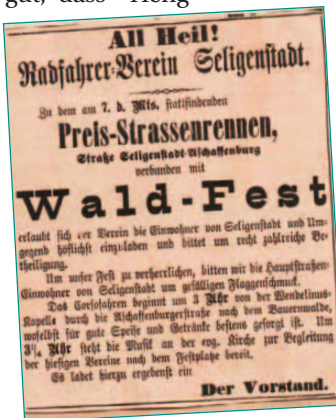 gut, dass
All Heil!
Radfahrer-Verein Seligenstadt.
Zu dem am 7. d. Mts. stattfindenden
Preis-Strassenrennen,
Straße Seligenstadt-Aschaffenburg
verbunden mit
Wald-Fest
erlaubt sich der Verein die Einwohner von Seligenstadt und Um-
gegend höflichst einzuladen und bittet um recht zahlreiche Be-
theiligung.
Um unser Fest zu verherrlichen, bitten wir die Hauptstraßen-
Einwohner von Seligenstadt um gefälligen Flaggenschmuck.
Das Corsofahren beginnt um 3 Uhr von der Wendelinus
Kapelle durch die Aschaffenburgerstraße nach dem Bauernwalde,
woselbst für gute Speise und Getränke bestens gesorgt ist. Um
3¼ Uhr steht die Musik an der evg. Kirche zur Begleitung
der hiesigen Vereine nach dem Festplatze bereit.
Es ladet hierzu ergebenst ein
Der Vorstand.